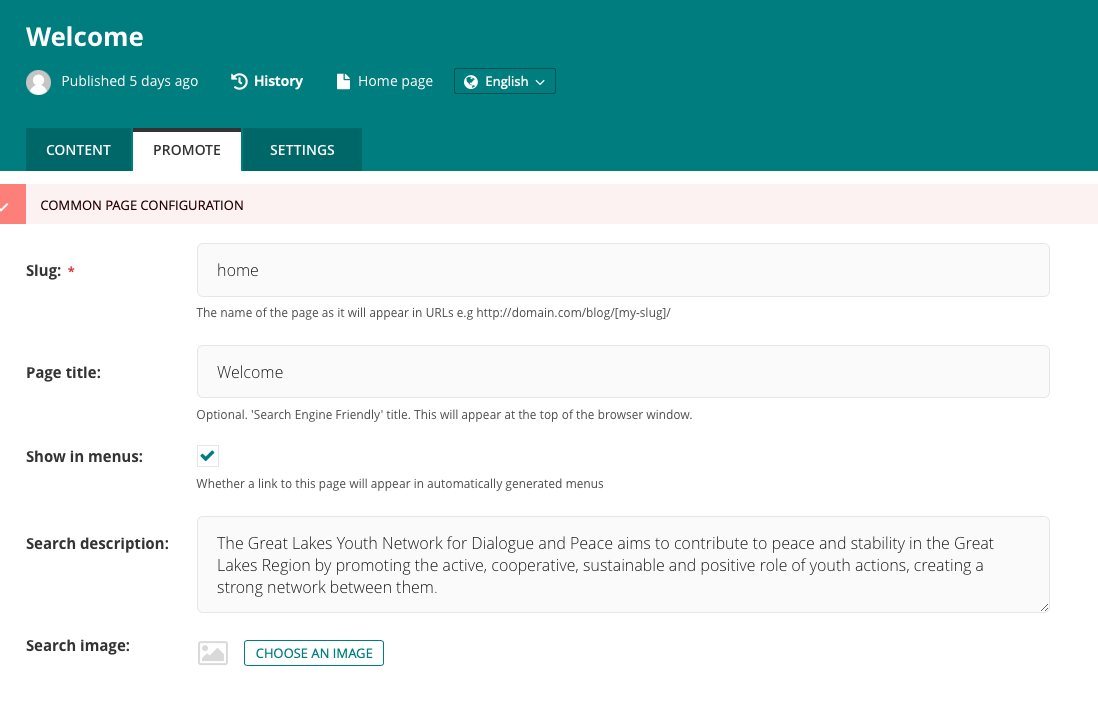 Welcome
Published 5 days ago History Home page English
CONTENT PROMOTE SETTINGS
COMMON PAGE CONFIGURATION
Slug: * home
The name of the page as it will appear in URLs e.g http://domain.com/blog/[my-slug]/
Page title: Welcome
Optional. 'Search Engine Friendly' title. This will appear at the top of the browser window.
Show in menus:
Whether a link to this page will appear in automatically generated menus
Search description: The Great Lakes Youth Network for Dialogue and Peace aims to contribute to peace and stability in the Great
Lakes Region by promoting the active, cooperative, sustainable and positive role of youth actions, creating a
strong network between them.
Search image: CHOOSE AN IMAGE